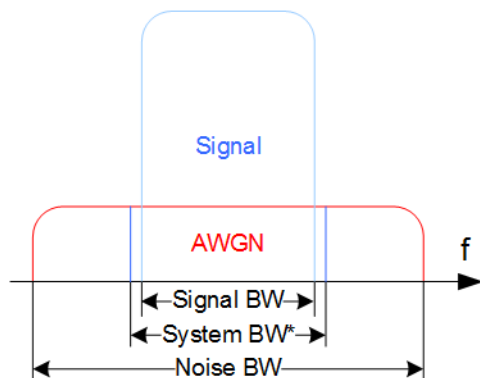 Signal
AWGN
f
Signal BW
System BW*
Noise BW